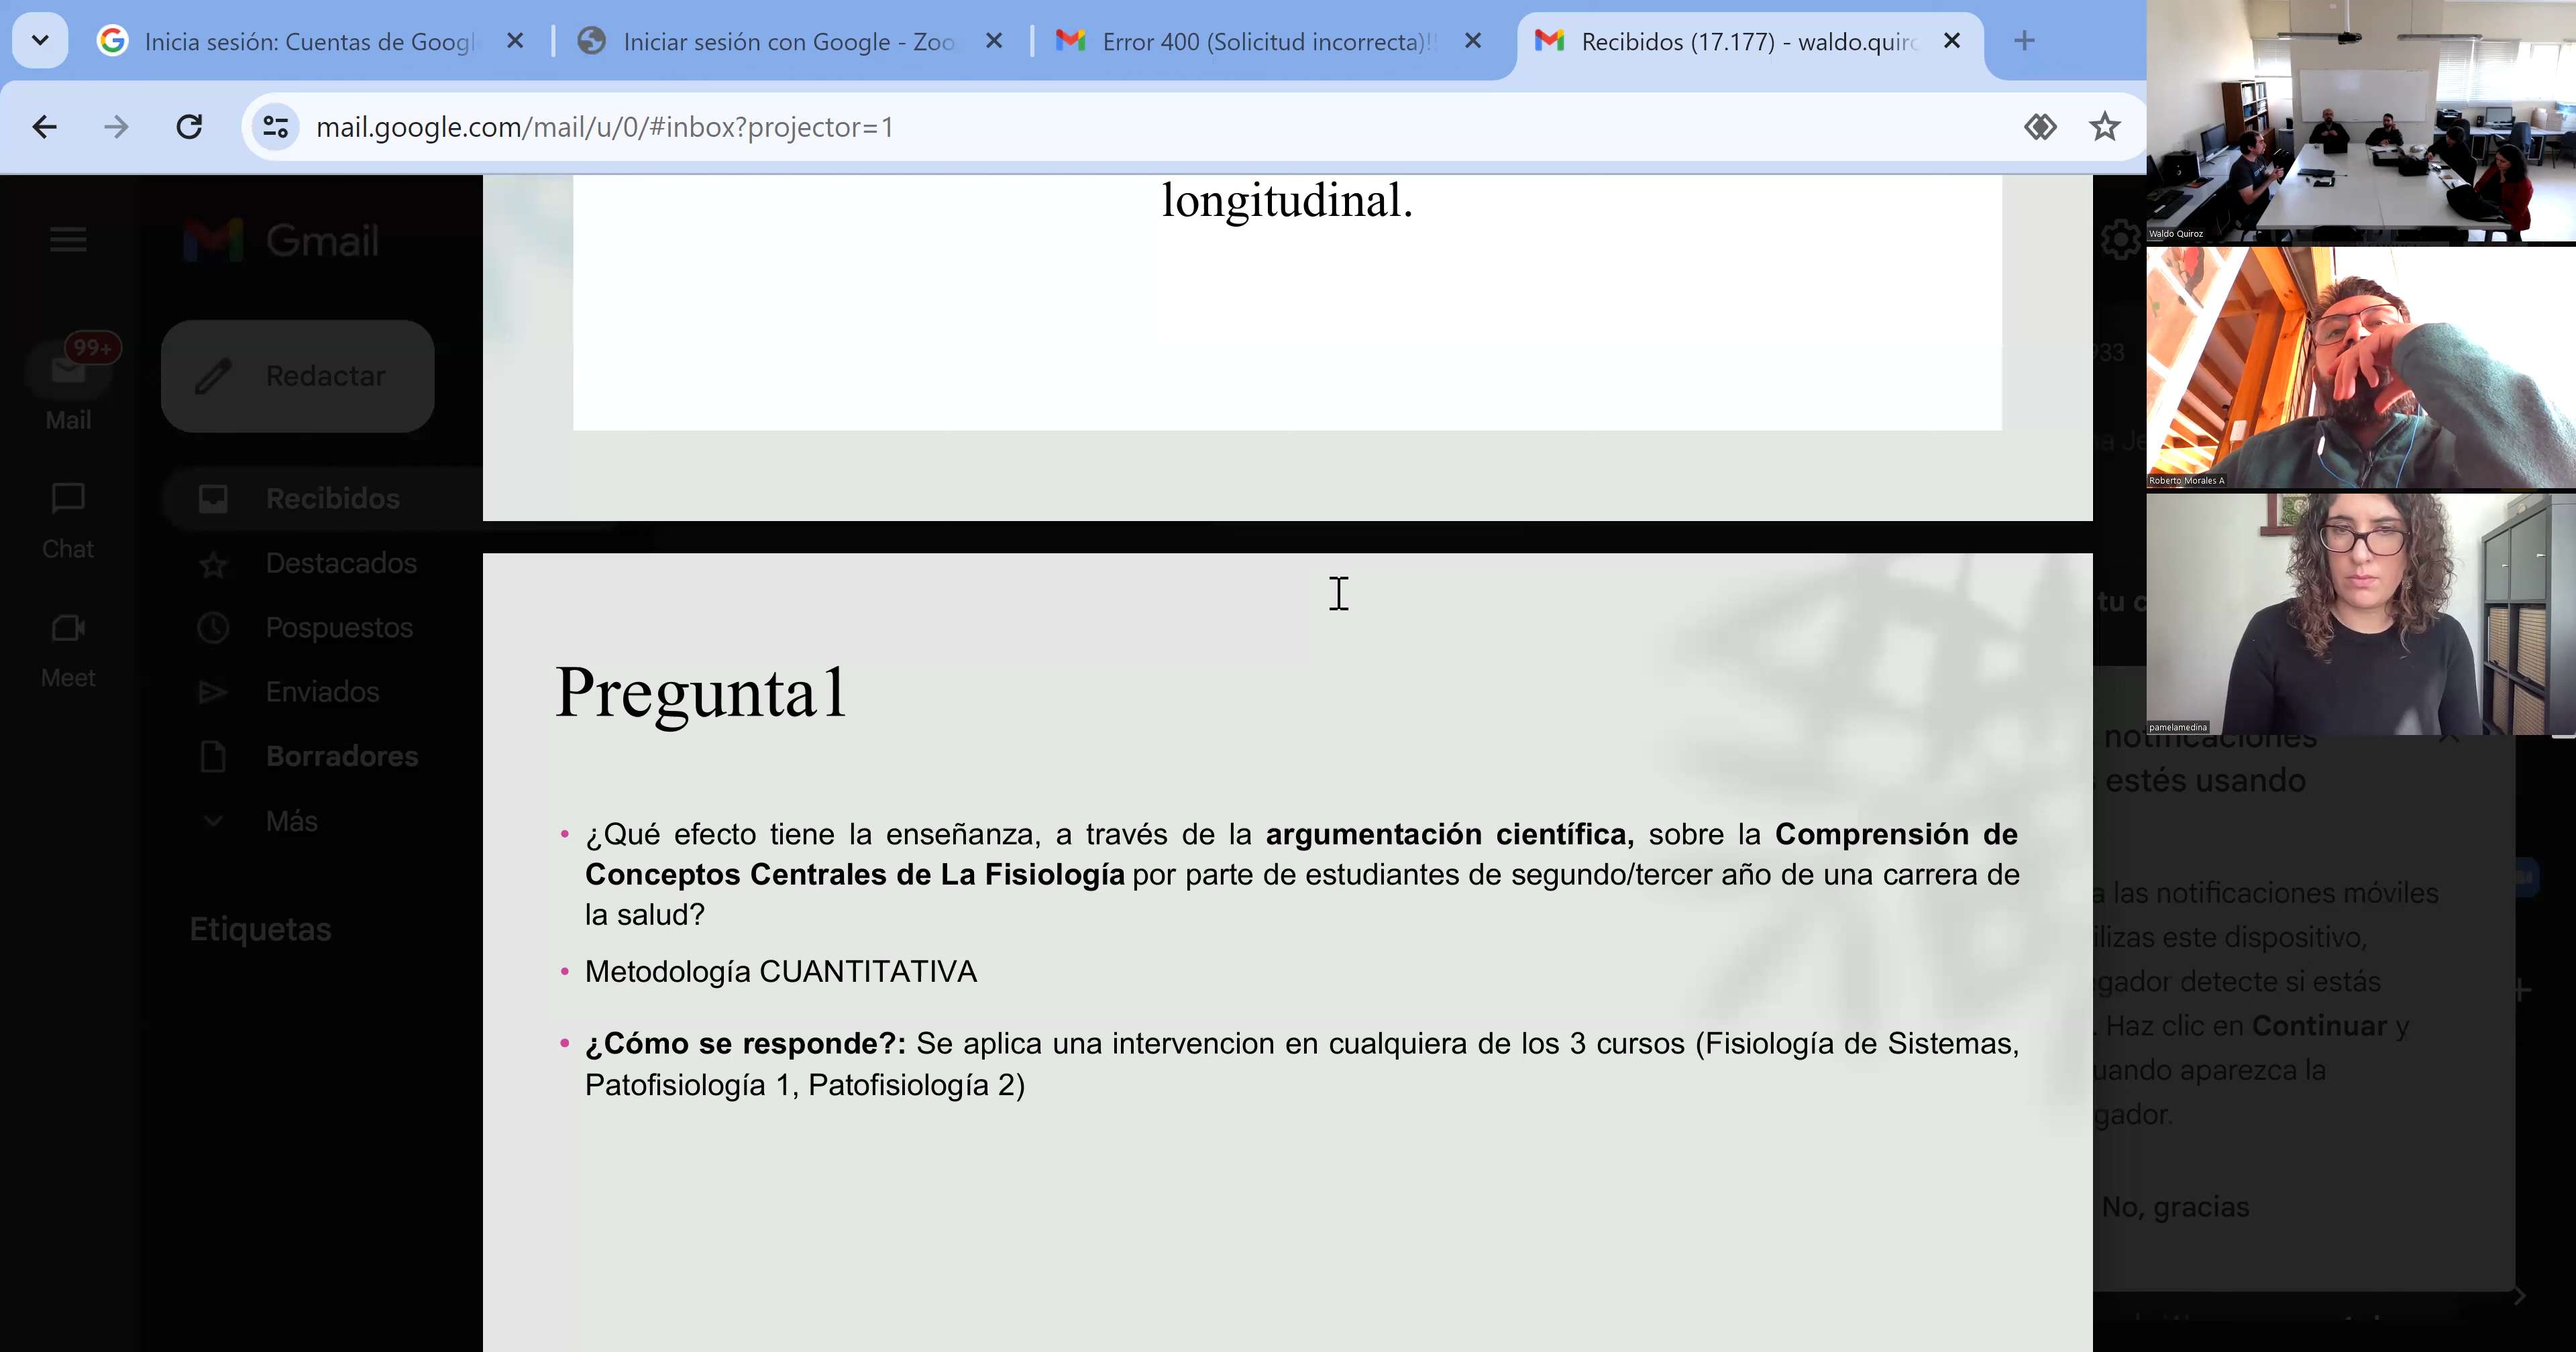 Inicia sesión: Cuentas de Googl
Iniciar sesión con Google - Zoo
Error 400 (Solicitud incorrecta)!!
Recibidos (17.177) - waldo.quiro
mail.google.com/mail/u/0/#inbox?projector=1
Waldo Quiroz
Roberto Morales A
pamelamedina
Gmail
99+
Mail
Chat
Meet
Redactar
Recibidos
Destacados
Pospuestos
Enviados
Borradores
Más
Etiquetas
longitudinal.
Pregunta1
• ¿Qué efecto tiene la enseñanza, a través de la argumentación científica, sobre la Comprensión de
Conceptos Centrales de La Fisiología por parte de estudiantes de segundo/tercer año de una carrera de
la salud?
• Metodología CUANTITATIVA
• ¿Cómo se responde?: Se aplica una intervencion en cualquiera de los 3 cursos (Fisiología de Sistemas,
Patofisiología 1, Patofisiología 2)
933
a Je
tu c
notificaciones
estés usando
a las notificaciones móviles
ilizas este dispositivo,
gador detecte si estás
. Haz clic en Continuar y
uando aparezca la
gador.
No, gracias